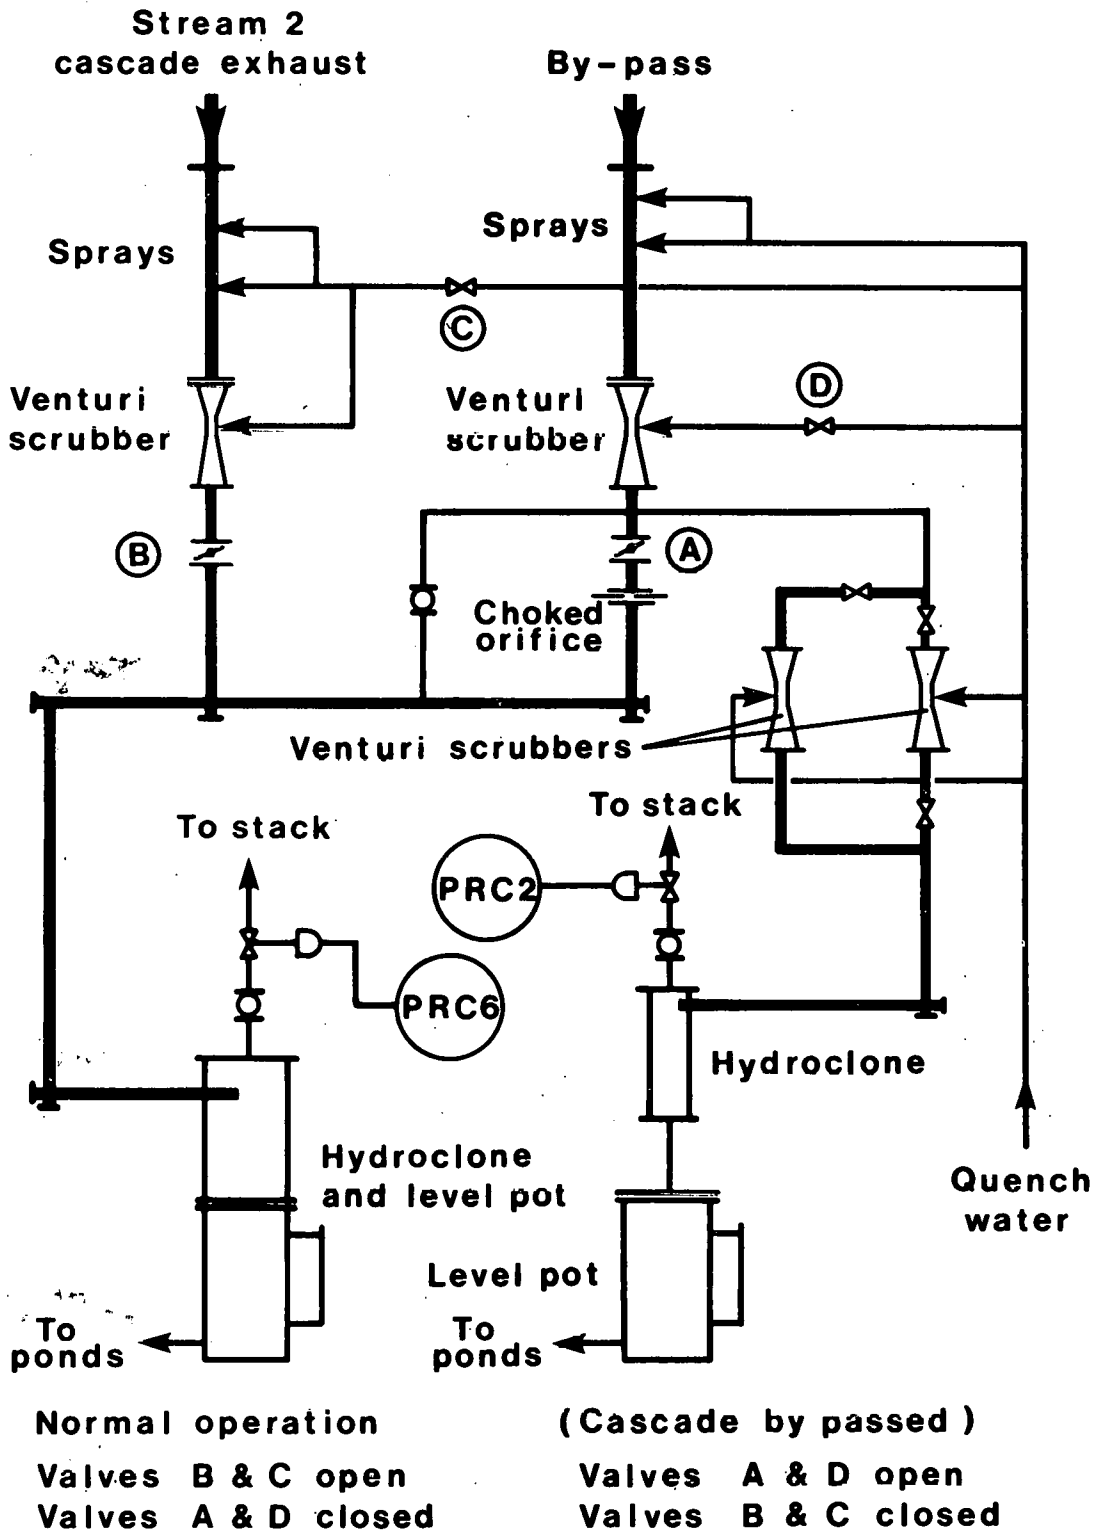 Stream 2
cascade exhaust
By-pass
Sprays
Sprays
C
Venturi
scrubber
Venturi
scrubber
D
B
A
Choked
orifice
Venturi scrubbers
To stack
To stack
PRC2
PRC6
Hydroclone
Hydroclone
and level pot
Quench
water
Level pot
To
ponds
To
ponds
Normal operation
Valves B & C open
Valves A & D closed
(Cascade by passed)
Valves A & D open
Valves B & C closed